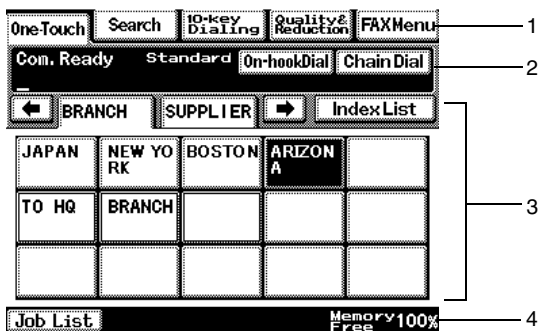 One-Touch Search 10-key Dialing Quality& Reduction FAX Menu 1
Com. Ready Standard On-hookDial Chain Dial 2
BRANCH SUPPLIER Index List
JAPAN NEW YO RK BOSTON ARIZON A
3
TO HQ BRANCH
Job List Memory Free 100% 4